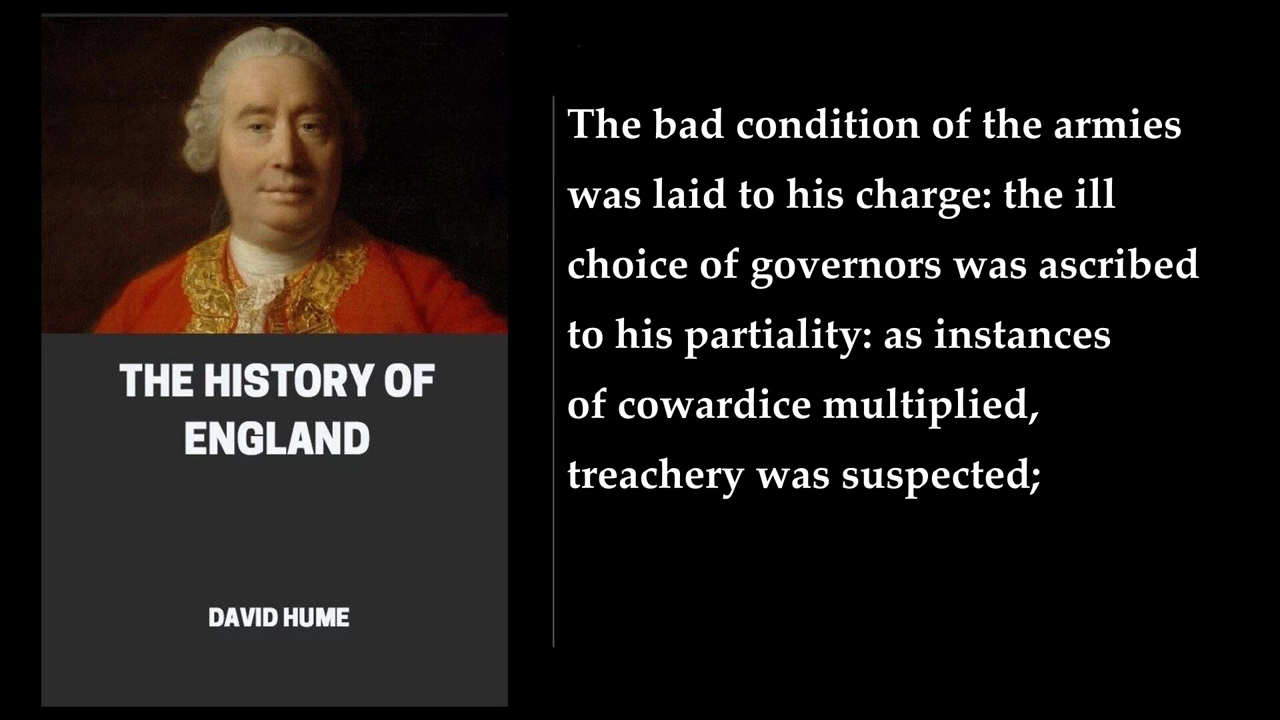 THE HISTORY OF
ENGLAND
DAVID HUME
The bad condition of the armies
was laid to his charge: the ill
choice of governors was ascribed
to his partiality: as instances
of cowardice multiplied,
treachery was suspected;